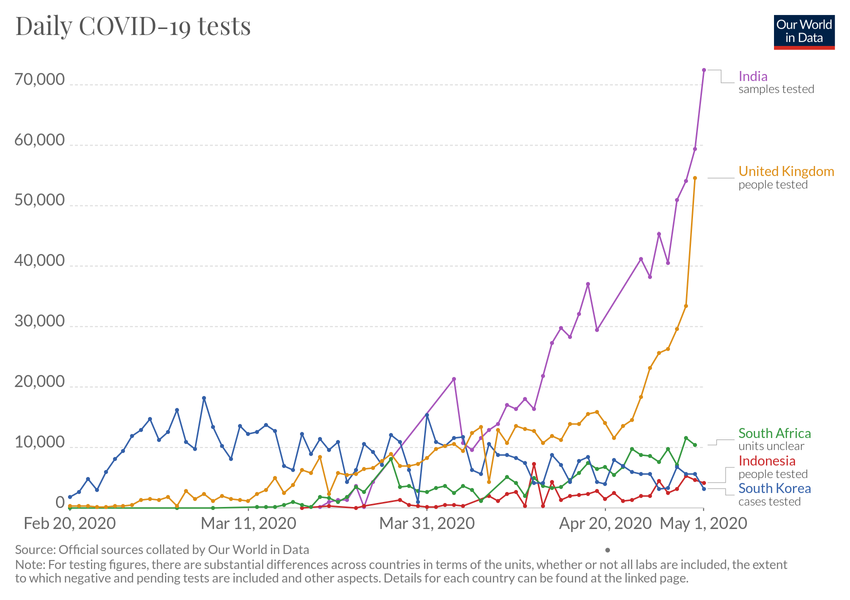 Daily COVID-19 tests
Our World
in Data
70,000
60,000
50,000
40,000
30,000
20,000
10,000
0
India
samples tested
United Kingdom
people tested
South Africa
units unclear
Indonesia
people tested
South Korea
cases tested
Feb 20, 2020
Mar 11, 2020
Mar 31, 2020
Apr 20, 2020
May 1, 2020
Source: Official sources collated by Our World in Data
Note: For testing figures, there are substantial differences across countries in terms of the units, whether or not all labs are included, the extent
to which negative and pending tests are included and other aspects. Details for each country can be found at the linked page.